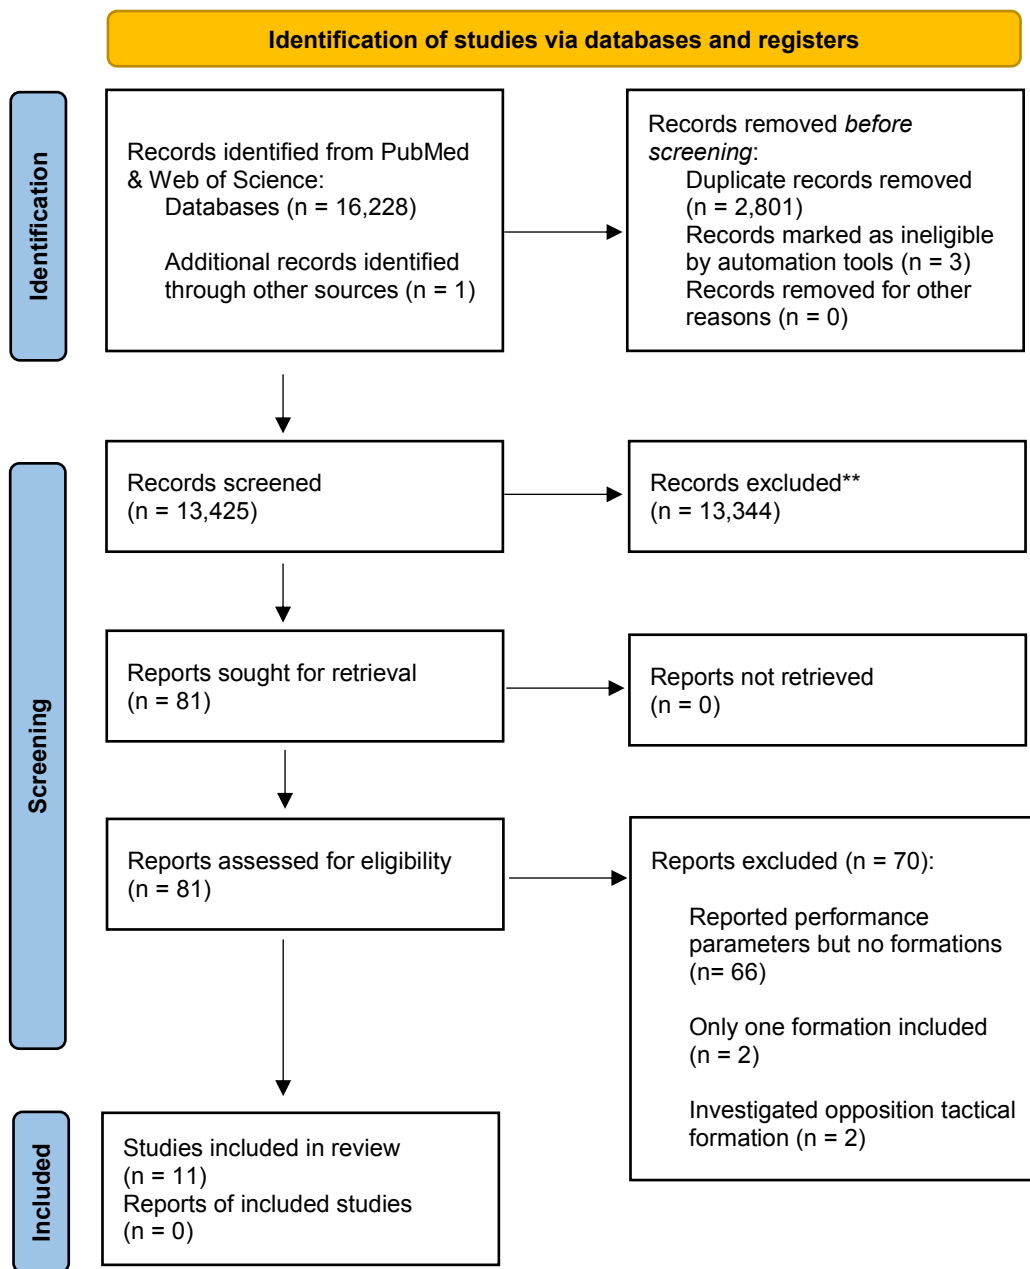 Identification of studies via databases and registers
Identification
Records identified from PubMed
& Web of Science:
Databases (n = 16,228)
Additional records identified
through other sources (n = 1)
Records removed before
screening:
Duplicate records removed
(n = 2,801)
Records marked as ineligible
by automation tools (n = 3)
Records removed for other
reasons (n = 0)
Screening
Records screened
(n = 13,425)
Records excluded**
(n = 13,344)
Reports sought for retrieval
(n = 81)
Reports not retrieved
(n = 0)
Reports assessed for eligibility
(n = 81)
Reports excluded (n = 70):
Reported performance
parameters but no formations
(n= 66)
Only one formation included
(n = 2)
Investigated opposition tactical
formation (n = 2)
Included
Studies included in review
(n = 11)
Reports of included studies
(n = 0)